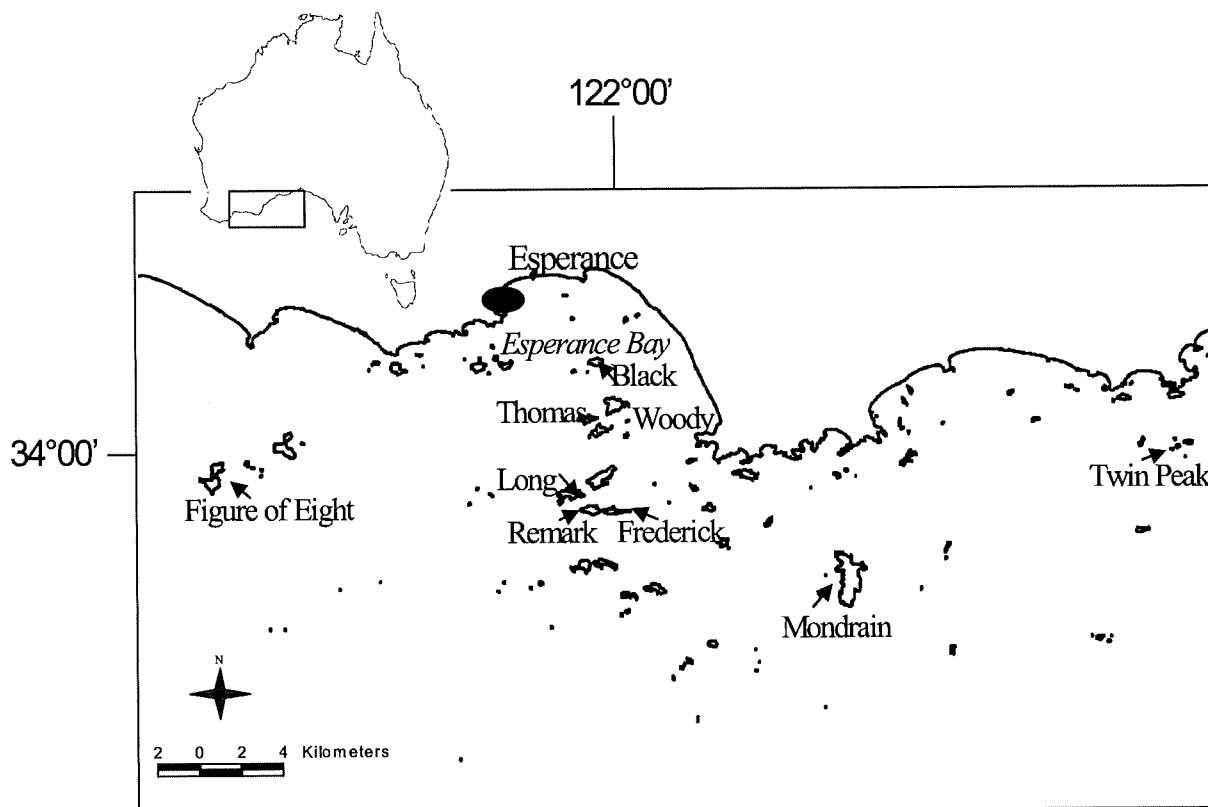 122°00'
Esperance
Esperance Bay
Black
Thomas
Woody
34°00'
Long
Twin Peak
Figure of Eight
Remark
Frederick
Mondrain
N
2 0 2 4 Kilometers